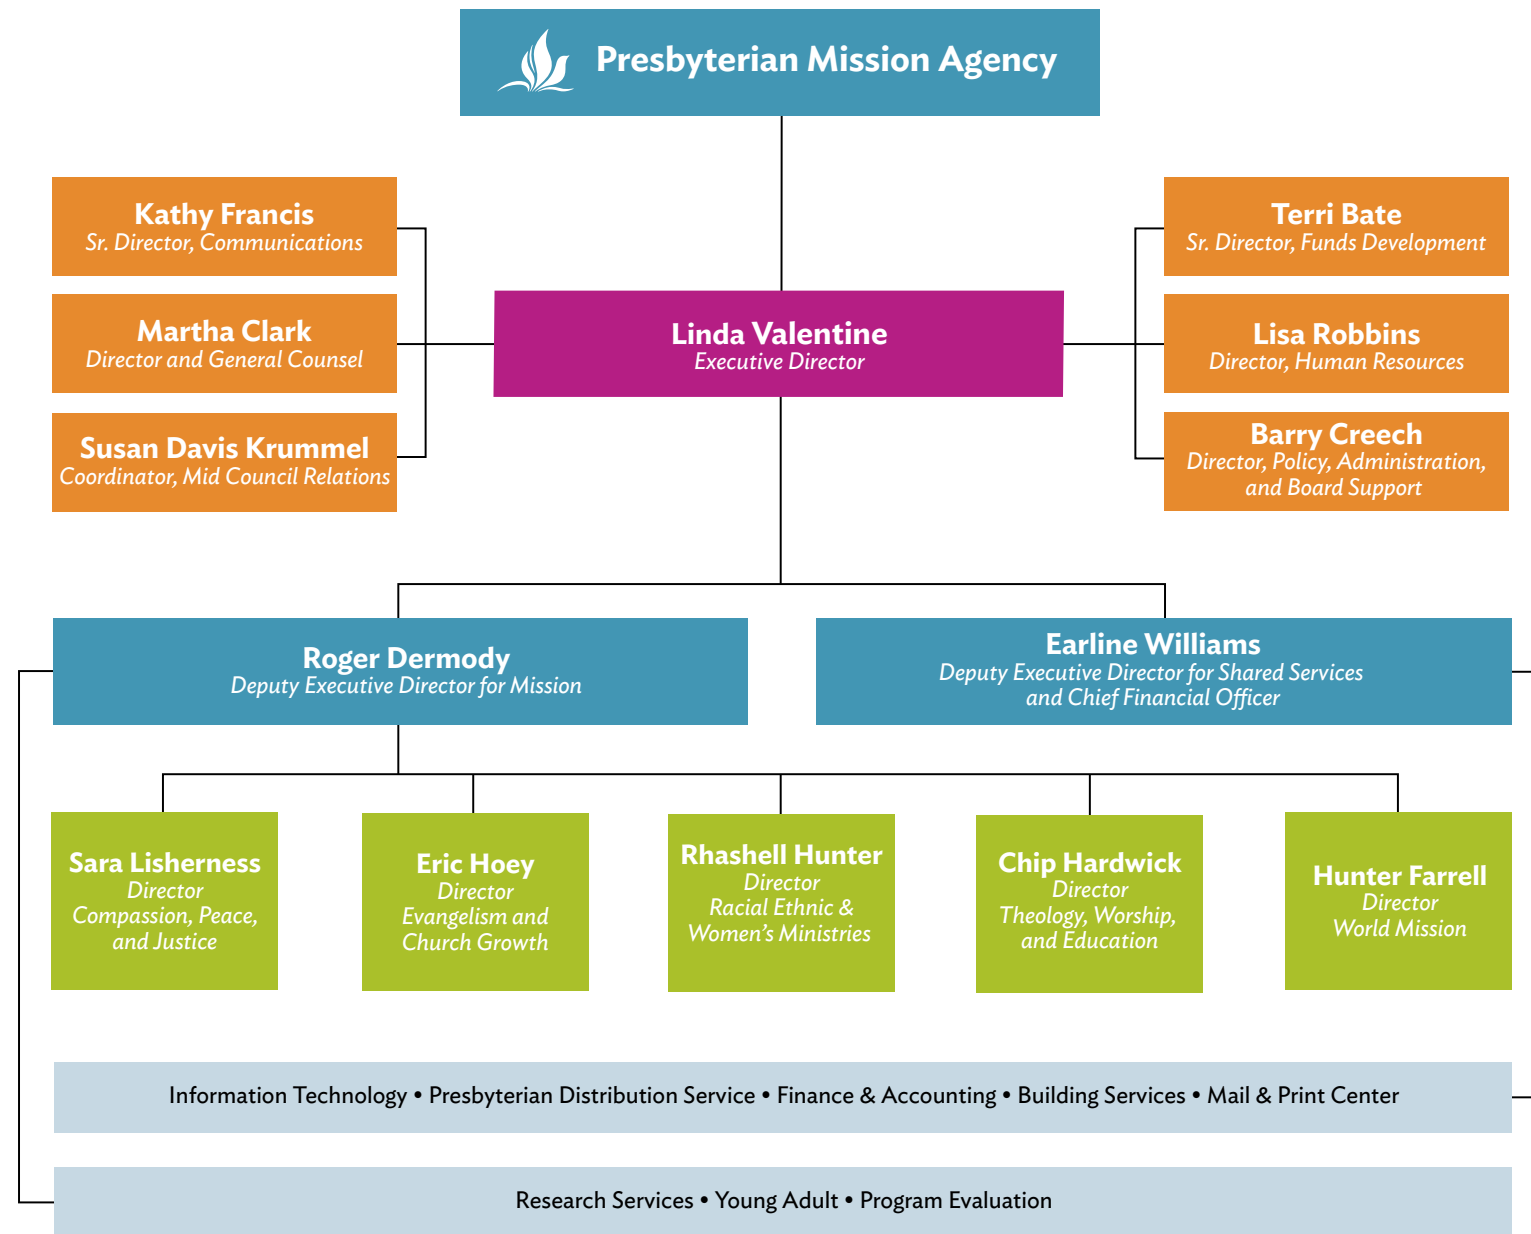 Presbyterian Mission Agency
Kathy Francis
Sr. Director, Communications
Terri Bate
Sr. Director, Funds Development
Martha Clark
Director and General Counsel
Linda Valentine
Executive Director
Lisa Robbins
Director, Human Resources
Susan Davis Krummel
Coordinator, Mid Council Relations
Barry Creech
Director, Policy, Administration,
and Board Support
Roger Dermody
Deputy Executive Director for Mission
Earline Williams
Deputy Executive Director for Shared Services
and Chief Financial Officer
Sara Lisherness
Director
Compassion, Peace,
and Justice
Eric Hoey
Director
Evangelism and
Church Growth
Rhashell Hunter
Director
Racial Ethnic &
Women’s Ministries
Chip Hardwick
Director
Theology, Worship,
and Education
Hunter Farrell
Director
World Mission
Information Technology • Presbyterian Distribution Service • Finance & Accounting • Building Services • Mail & Print Center
Research Services • Young Adult • Program Evaluation